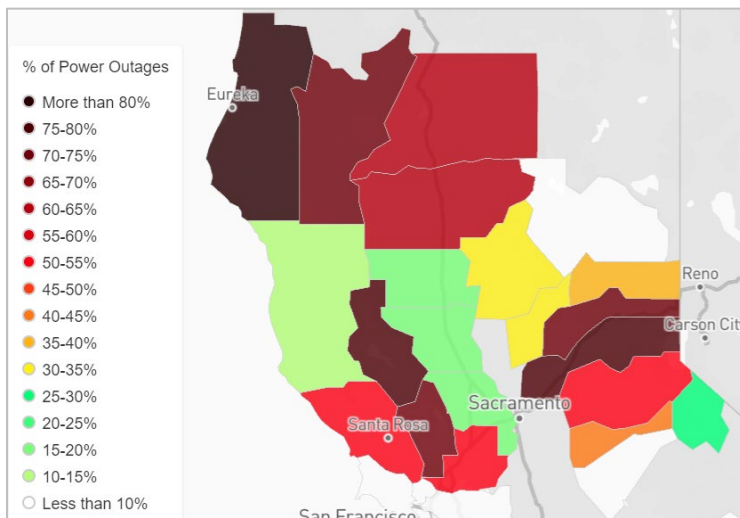 % of Power Outages
More than 80%
75-80%
70-75%
65-70%
60-65%
55-60%
50-55%
45-50%
40-45%
35-40%
30-35%
25-30%
20-25%
15-20%
10-15%
Less than 10%
Eureka
Reno
Carson City
Sacramento
Santa Rosa
San Francisco